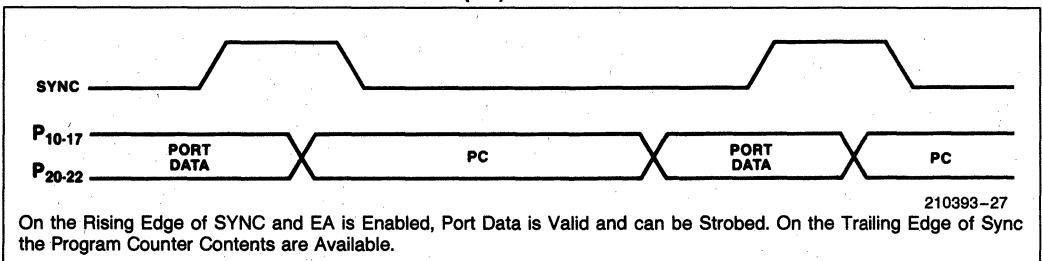 SYNC
P10-17
PORT
DATA
PC
PORT
DATA
PC
P20-22
210393-27
On the Rising Edge of SYNC and EA is Enabled, Port Data is Valid and can be Strobed. On the Trailing Edge of Sync
the Program Counter Contents are Available.